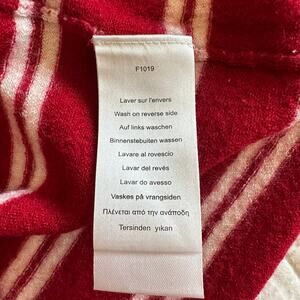 F1019
Laver sur l'envers
Wash on reverse side
Auf links waschen
Binnenstebuiten wassen
Lavare al rovescio
Lavar del revés
Lavar do avesso
Vaskes på vrangsiden
Πλένεται από την ανάποδη
Tersinden yıkan